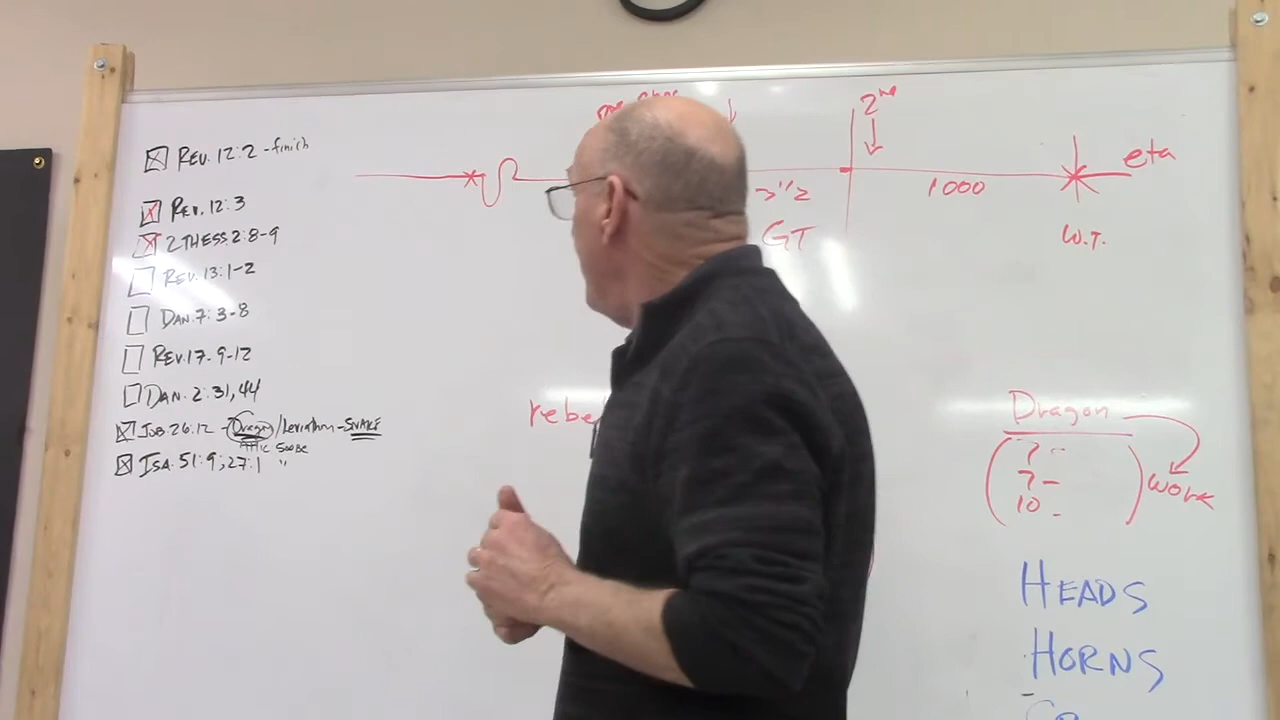 REV. 12:2 -finish
REV. 12:3
2 THESS 2:8-9
REV. 13:1-2
DAN. 7:3-8
REV. 17-9-12
DAN. 2:31,44
JOB. 26:12 - Dragon/Leviathan - SNAKE
ISA. 51:9; 27:1 "
2nd
3 1/2
1000
eta
GT
W.T.
rebe
Dragon
7
7 -
10 -
work
HEADS
HORNS